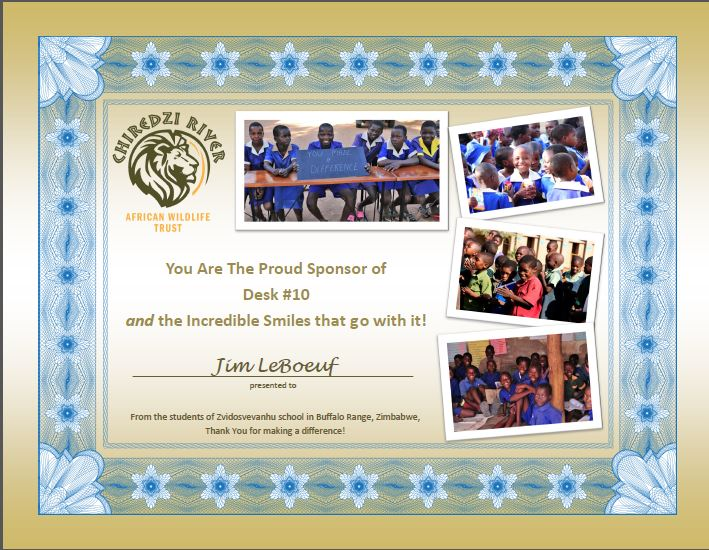 CHIREDZI RIVER
AFRICAN WILDLIFE
TRUST
YOU MADE
A
DIFFERENCE
You Are The Proud Sponsor of
Desk #10
and the Incredible Smiles that go with it!
Jim LeBoeuf
presented to
From the students of Zvidosvevanhu school in Buffalo Range, Zimbabwe,
Thank You for making a difference!